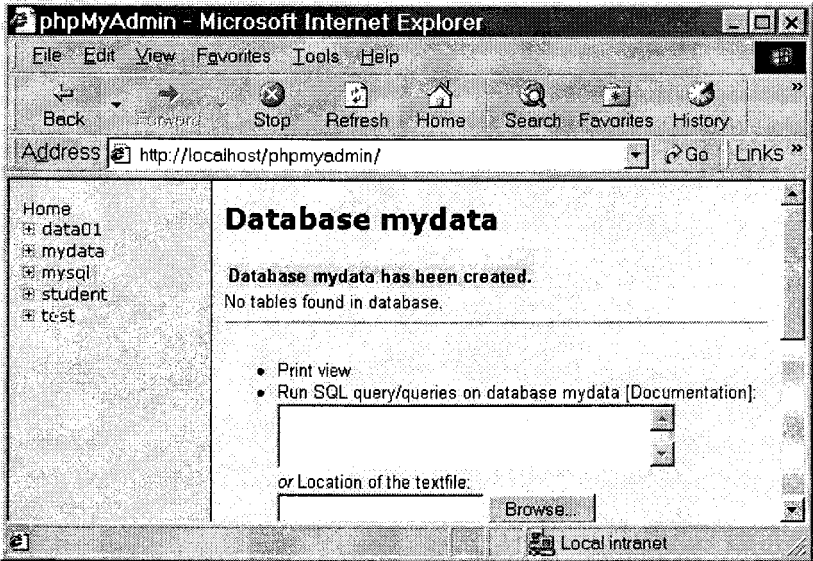 phpMyAdmin - Microsoft Internet Explorer
File Edit View Favorites Tools Help
Back Forward Stop Refresh Home Search Favorites History »
Address http://localhost/phpmyadmin/ Go Links »
Home
data01
mydata
mysql
student
test
Database mydata
Database mydata has been created.
No tables found in database.
Print view
Run SQL query/queries on database mydata [Documentation]:
or Location of the textfile:
Browse...
Local intranet